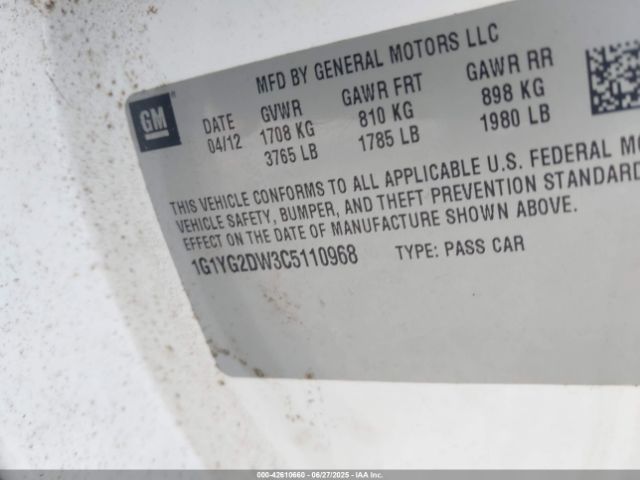 MFD BY GENERAL MOTORS LLC
GM
DATE GVWR GAWR FRT GAWR RR
04/12 1708 KG 810 KG 898 KG
3765 LB 1785 LB 1980 LB
THIS VEHICLE CONFORMS TO ALL APPLICABLE U.S. FEDERAL
VEHICLE SAFETY, BUMPER, AND THEFT PREVENTION STANDARD
EFFECT ON THE DATE OF MANUFACTURE SHOWN ABOVE.
1G1YG2DW3C5110968 TYPE: PASS CAR
000-42610660 - 06/27/2025 - IAA Inc.